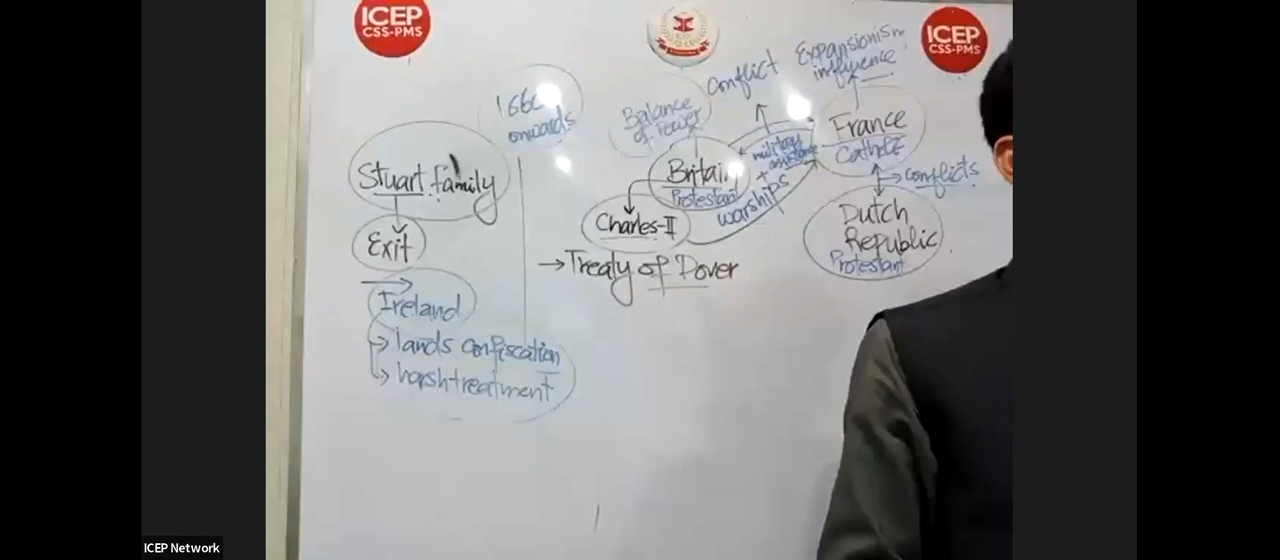 ICEP
CSS-PMS
ICEP
CSS-PMS
1660
onwards
Stuart family
Exit
Ireland
→ lands confiscation
→ harsh treatment
Balance
of Power
Britain
Protestant
Charles-II
→ Treaty of Dover
conflict
military
assistance
+
warships
Expansionism
influence
France
Catholic
conflicts
Dutch
Republic
Protestant
ICEP Network